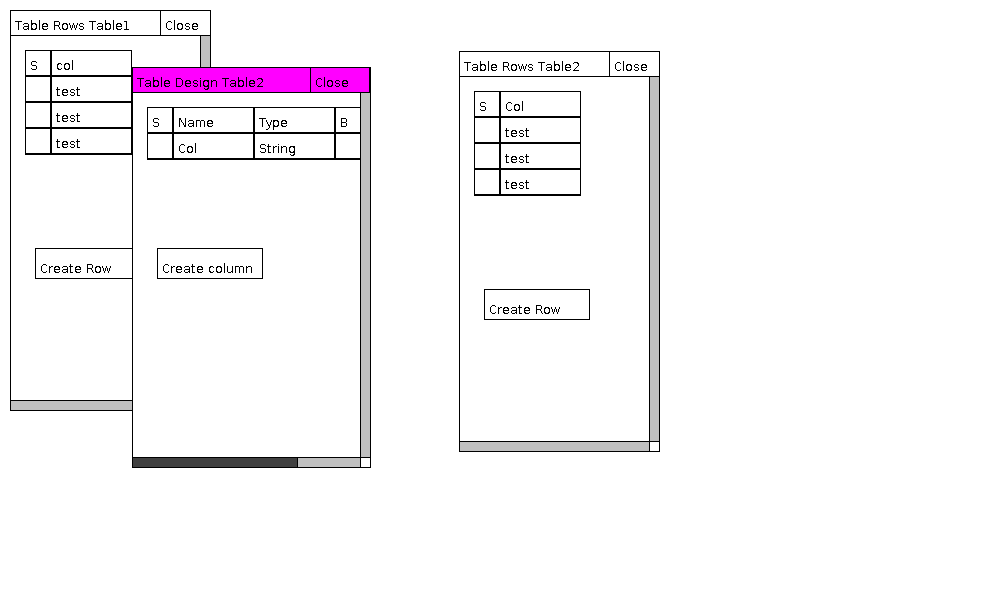 Table Rows Table1 Close
S col
test
test
test
Create Row
Table Design Table2 Close
S Name Type B
Col String
Create column
Table Rows Table2 Close
S Col
test
test
test
Create Row